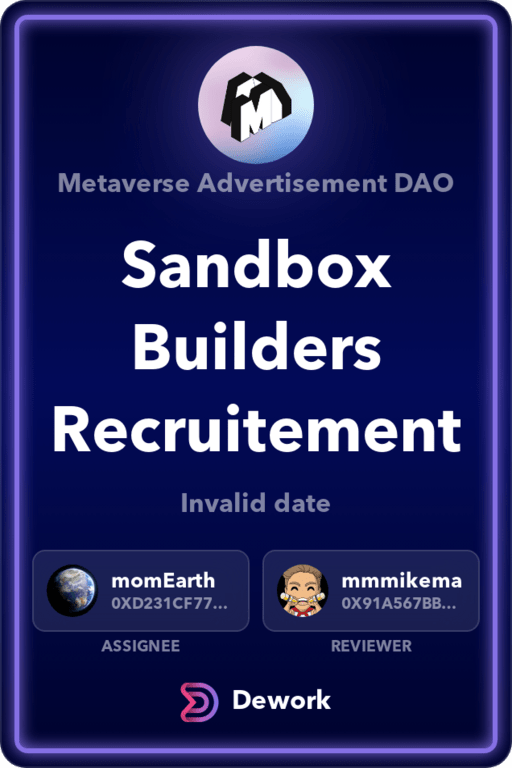 M
Metaverse Advertisement DAO
Sandbox
Builders
Recruitement
Invalid date
momEarth
0XD231CF77...
mmmikema
0X91A567BB...
ASSIGNEE
REVIEWER
Dework